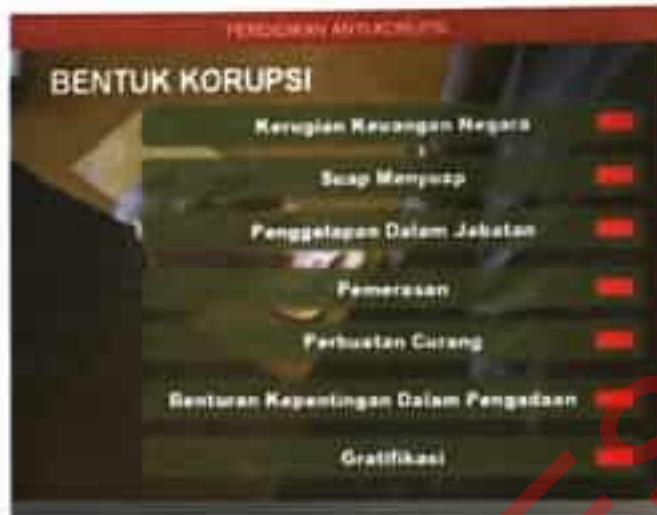 PENDIDIKAN ANTI-KORUPSI
BENTUK KORUPSI
Kerugian Keuangan Negara
Suap Menyuap
Penggelapan Dalam Jabatan
Pemerasan
Perbuatan Curang
Benturan Kepentingan Dalam Pengadaan
Gratifikasi